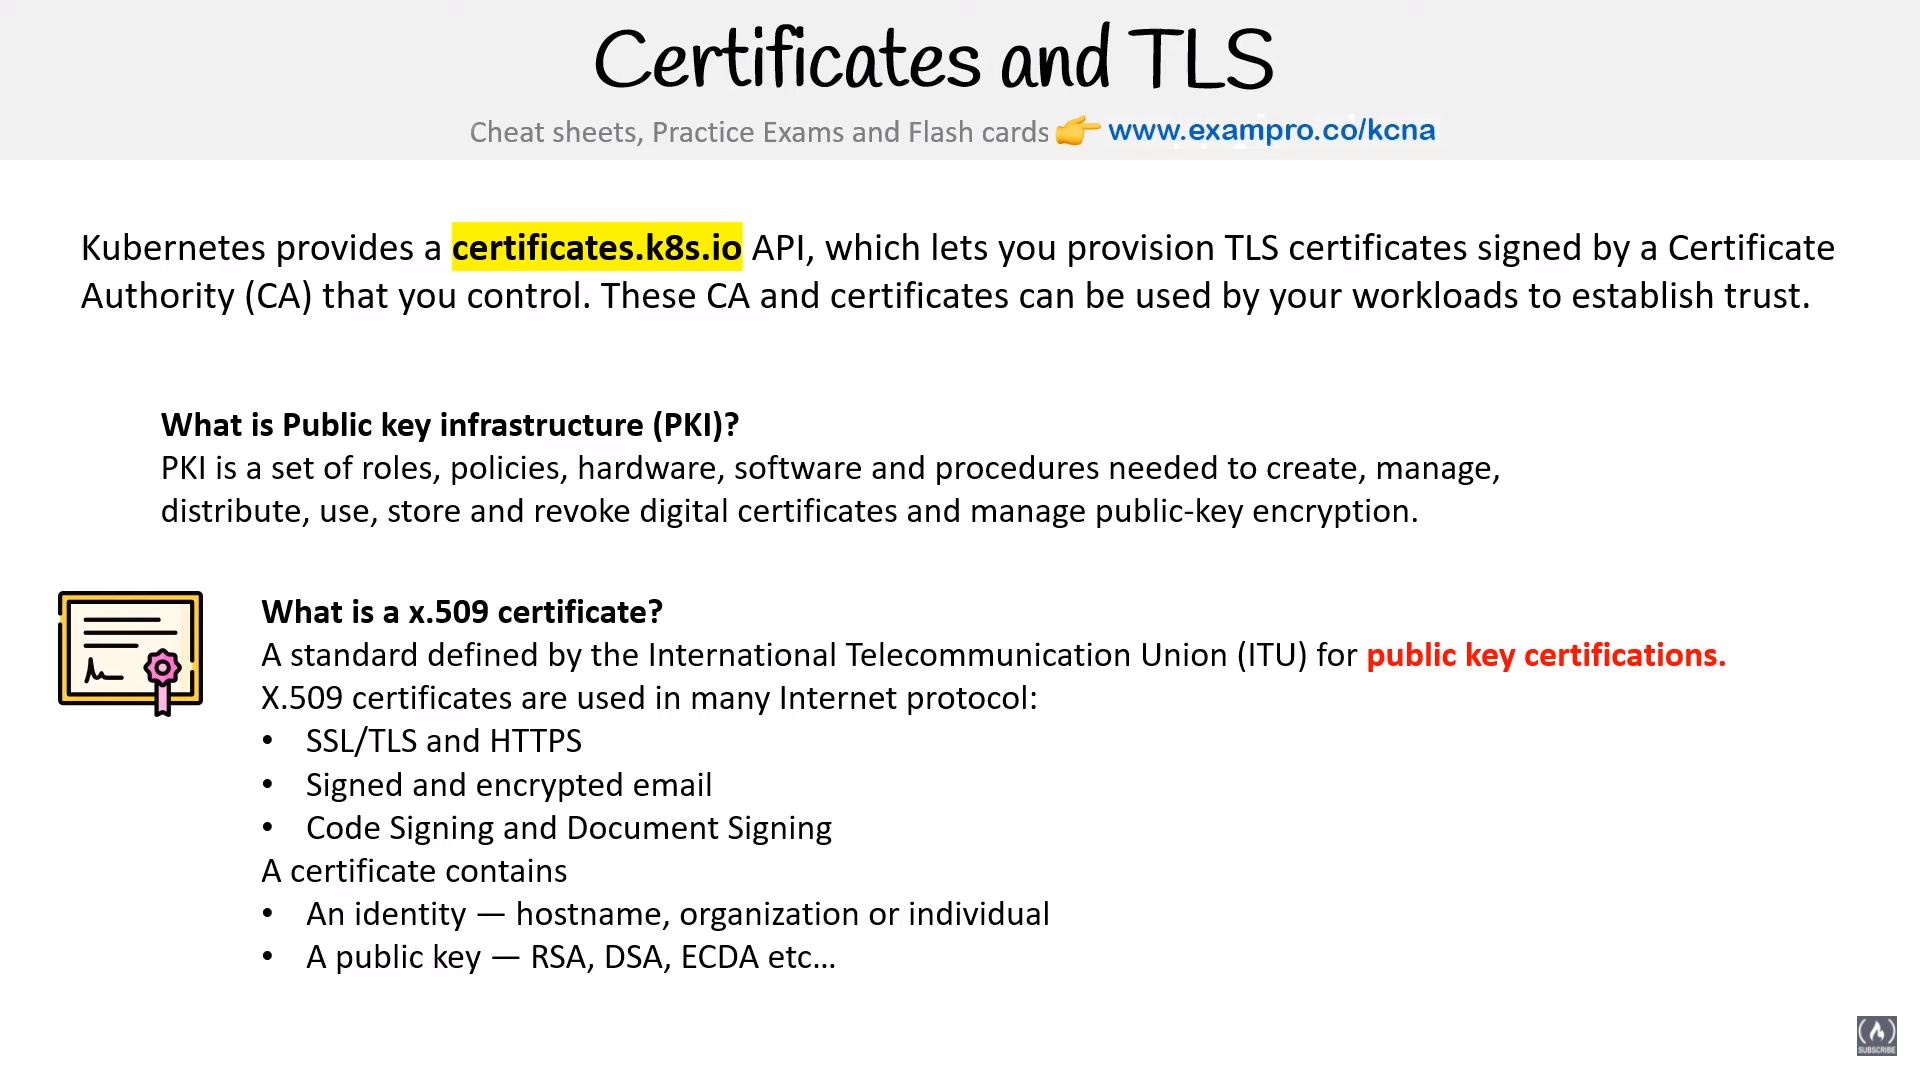 Certificates and TLS
Cheat sheets, Practice Exams and Flash cards 👉 www.exampro.co/kcna
Kubernetes provides a certificates.k8s.io API, which lets you provision TLS certificates signed by a Certificate
Authority (CA) that you control. These CA and certificates can be used by your workloads to establish trust.
What is Public key infrastructure (PKI)?
PKI is a set of roles, policies, hardware, software and procedures needed to create, manage,
distribute, use, store and revoke digital certificates and manage public-key encryption.
What is a x.509 certificate?
A standard defined by the International Telecommunication Union (ITU) for public key certifications.
X.509 certificates are used in many Internet protocol:
• SSL/TLS and HTTPS
• Signed and encrypted email
• Code Signing and Document Signing
A certificate contains
• An identity — hostname, organization or individual
• A public key — RSA, DSA, ECDA etc…
SUBSCRIBE